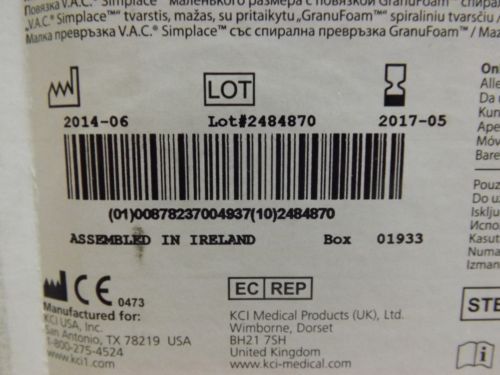 Повязка V.A.C.® Simplace™ маленького размера с повязкой GranuFoam™
„V.A.C.® Simplace™“ tvarstis, mažas, su pritaikytu „GranuFoam™“ spiraliniu tvarsčiu
Малка превръзка V.A.C.® Simplace™ със спирална превръзка GranuFoam™ /
LOT
2014-06 Lot#2484870 2017-05
(01)00878237004937(10)2484870
ASSEMBLED IN IRELAND Box 01933
CE 0473
EC REP
Manufactured for:
KCI USA, Inc.
San Antonio, TX 78219 USA
1-800-275-4524
www.kci1.com
KCI Medical Products (UK), Ltd.
Wimborne, Dorset
BH21 7SH
United Kingdom
www.kci-medical.com